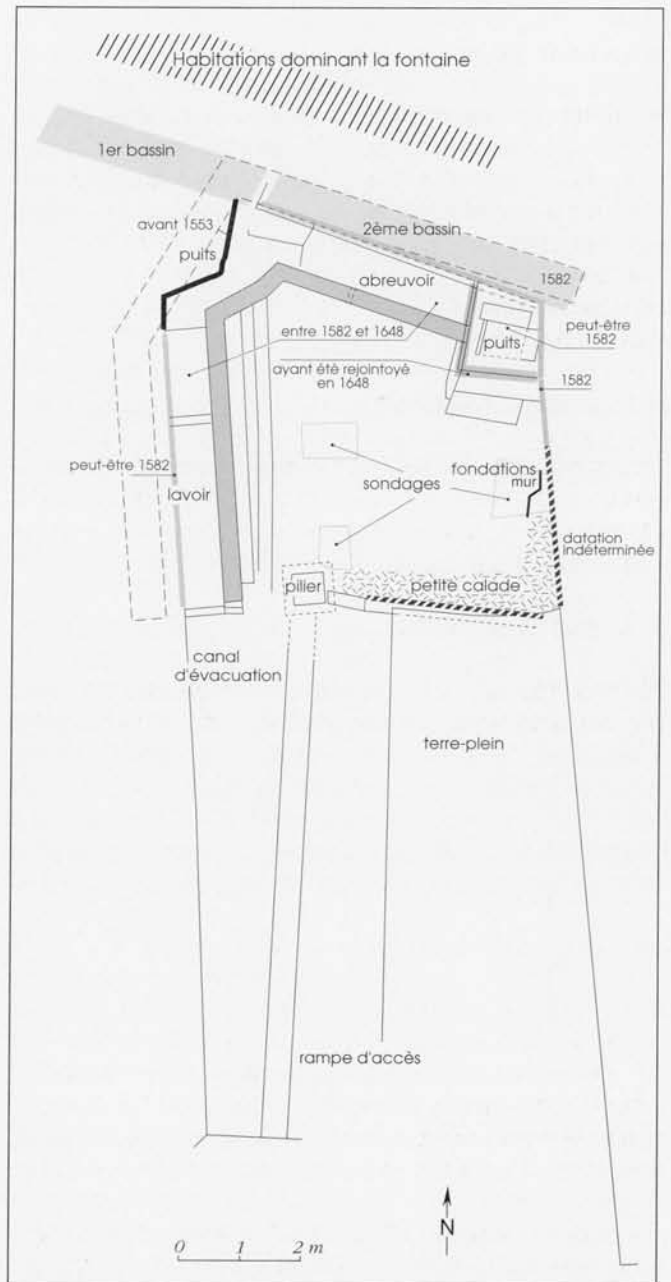 Habitations dominant la fontaine
1er bassin
2ème bassin
avant 1553
puits
1582
abreuvoir
peut-être
1582
puits
entre 1582 et 1648
ayant été rejointoyé
en 1648
1582
peut-être 1582
lavoir
sondages
fondations
mur
datation
indéterminée
pilier
petite calade
canal
d'évacuation
terre-plein
rampe d'accès
N
0 1 2 m